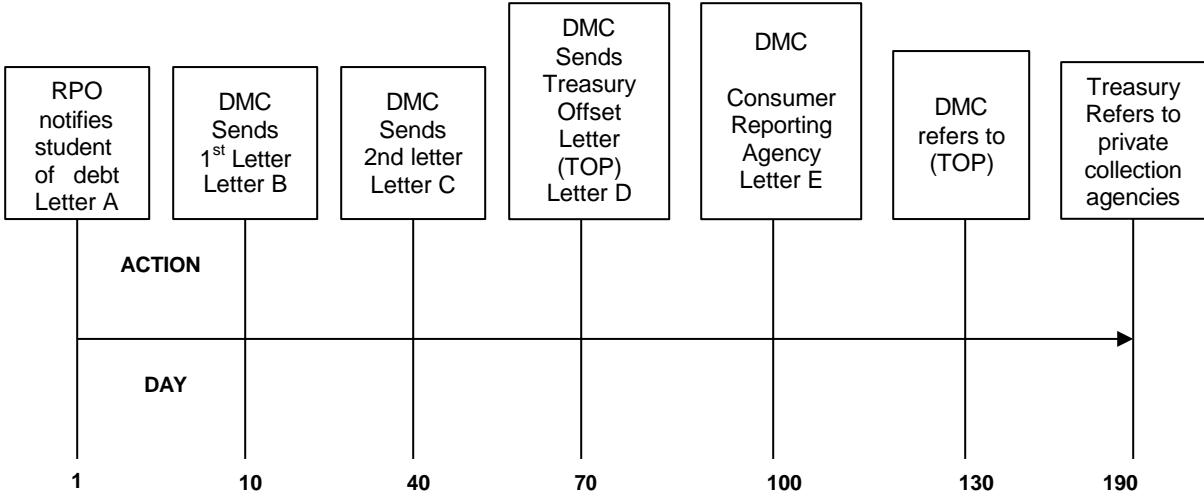 RPO
notifies
student
of debt
Letter A
DMC
Sends
1st Letter
Letter B
DMC
Sends
2nd letter
Letter C
DMC
Sends
Treasury
Offset
Letter
(TOP)
Letter D
DMC
Consumer
Reporting
Agency
Letter E
DMC
refers to
(TOP)
Treasury
Refers to
private
collection
agencies
ACTION
DAY
1
10
40
70
100
130
190